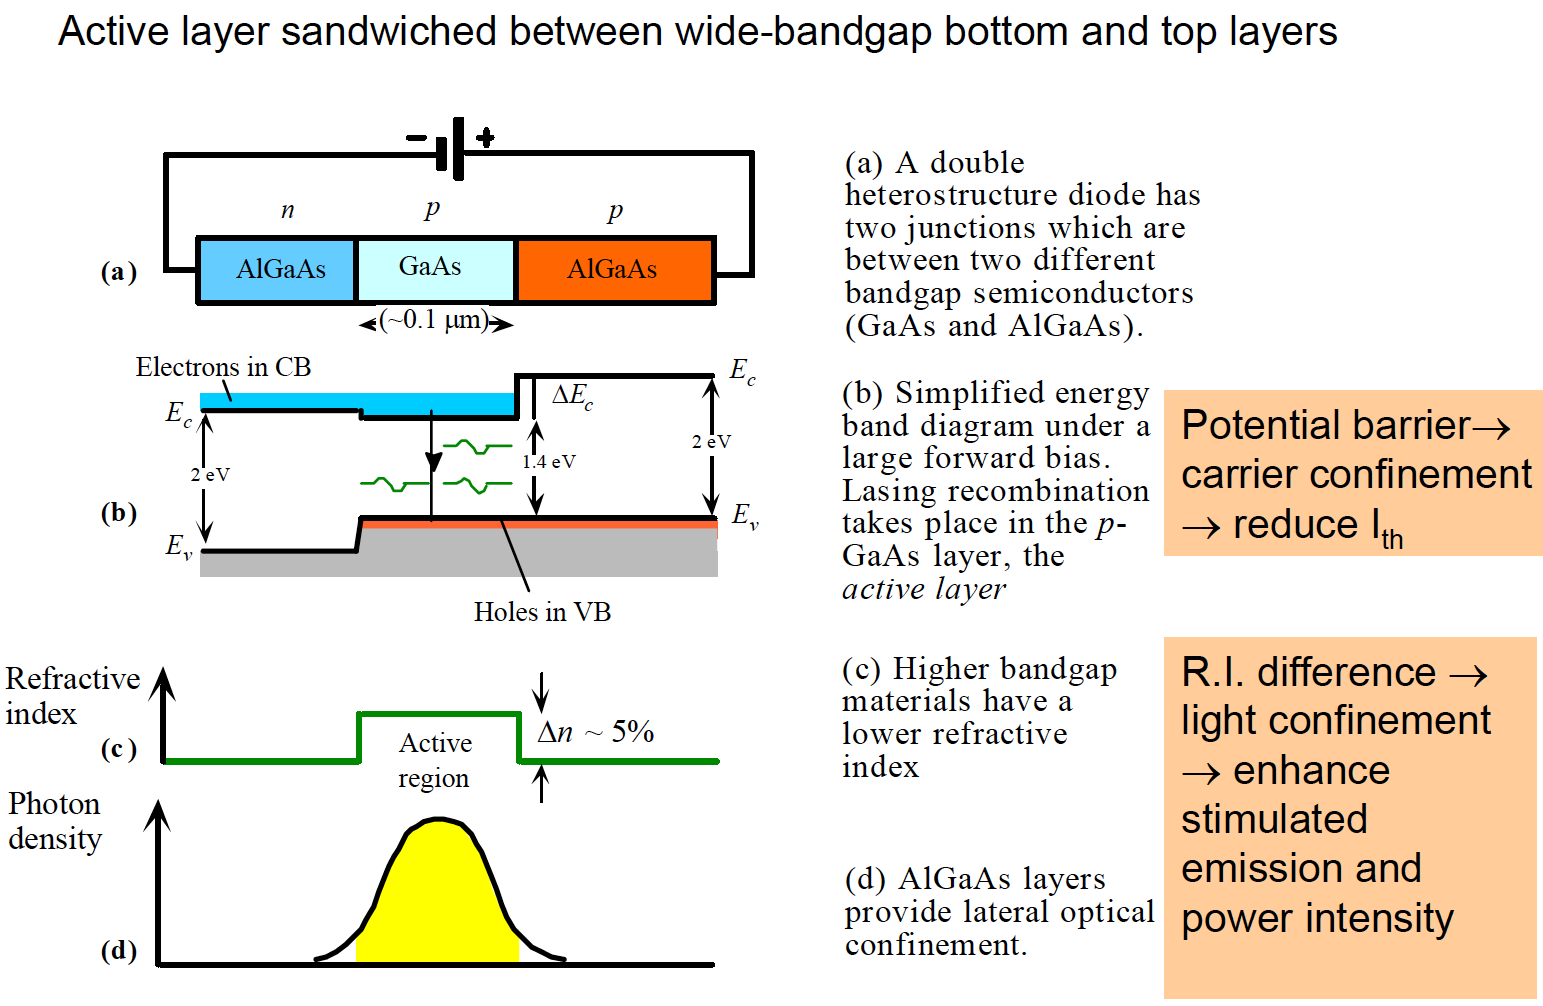 Active layer sandwiched between wide-bandgap bottom and top layers
− +
n p p
(a)
AlGaAs GaAs AlGaAs
(~0.1 μm)
(a) A double
heterostructure diode has
two junctions which are
between two different
bandgap semiconductors
(GaAs and AlGaAs).
Electrons in CB
Ec
ΔEc
Ec
2 eV
1.4 eV
2 eV
(b)
Ev
Ev
Holes in VB
(b) Simplified energy
band diagram under a
large forward bias.
Lasing recombination
takes place in the p-
GaAs layer, the
active layer
Potential barrier→
carrier confinement
→ reduce Ith
Refractive
index
(c)
Active
region
Δn ~ 5%
(c) Higher bandgap
materials have a
lower refractive
index
R.I. difference →
light confinement
→ enhance
stimulated
emission and
power intensity
Photon
density
(d)
(d) AlGaAs layers
provide lateral optical
confinement.